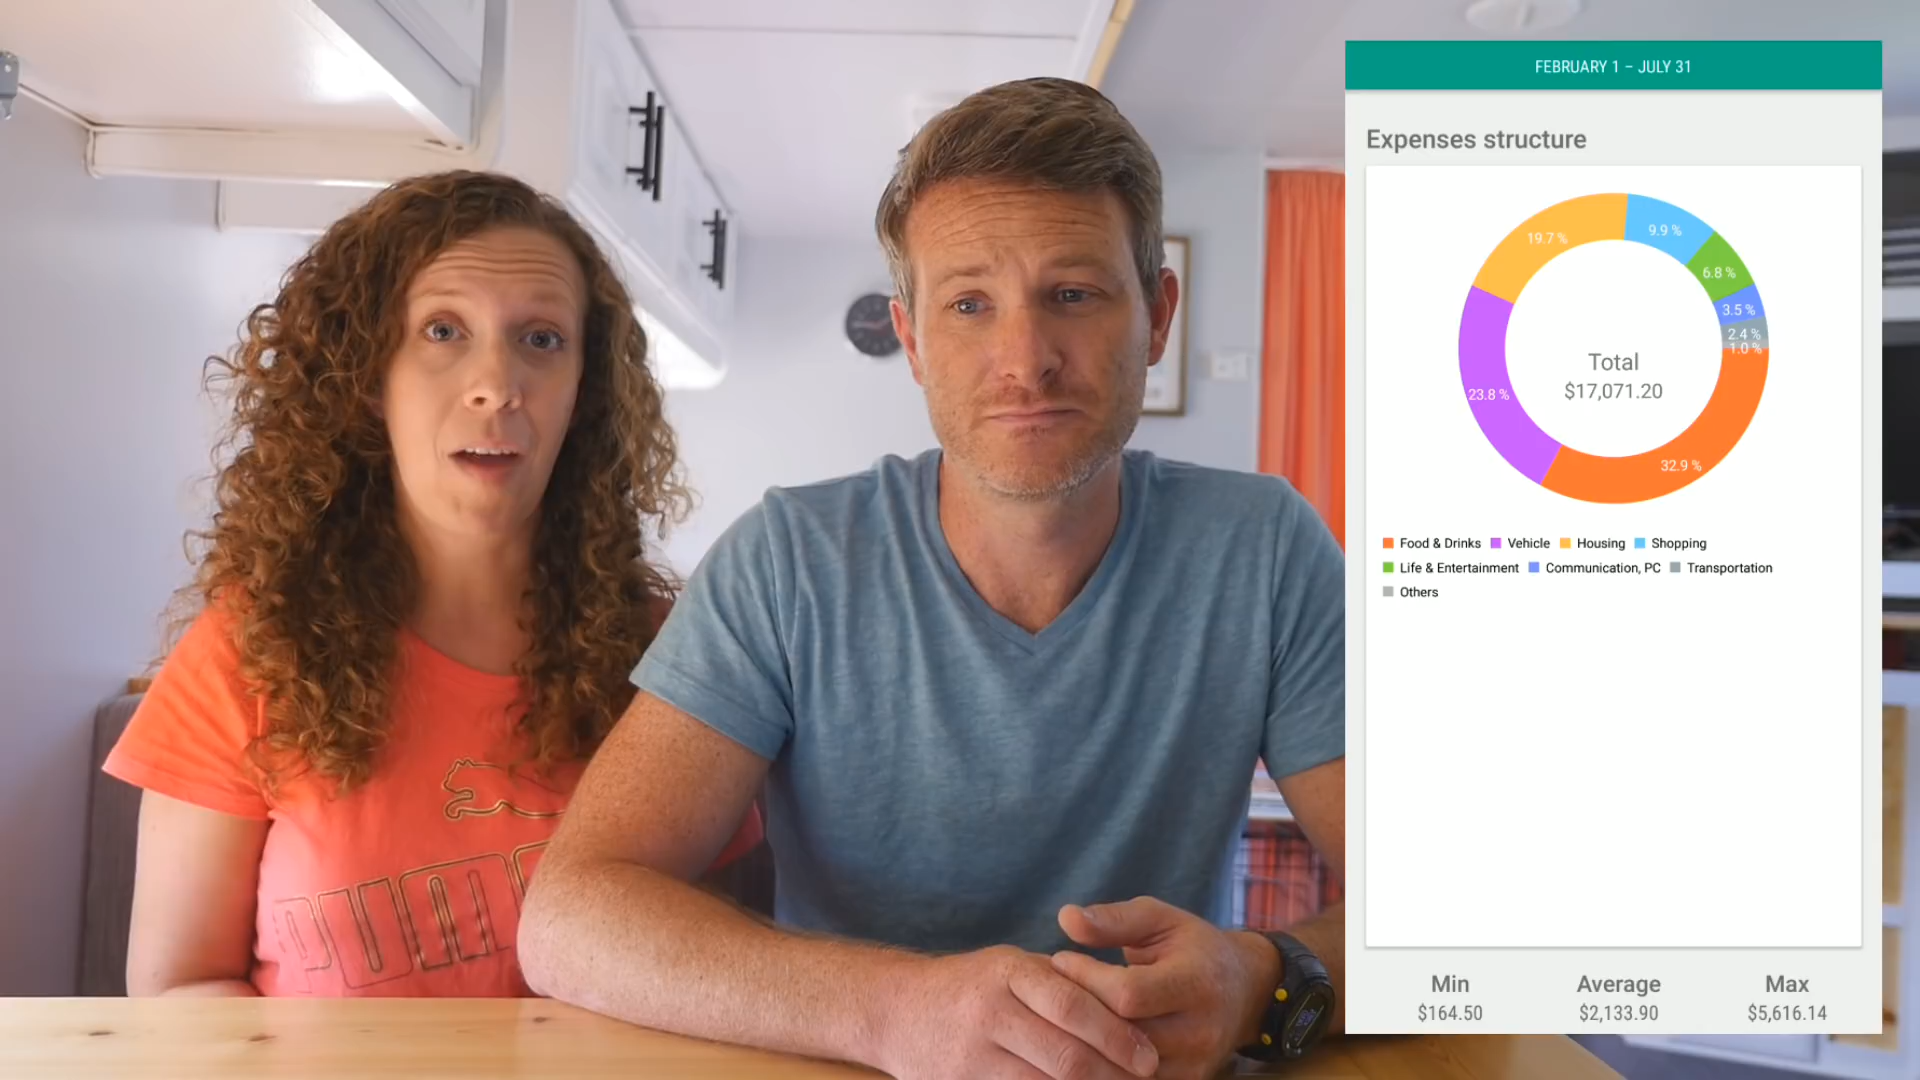 FEBRUARY 1 – JULY 31
Expenses structure
19.7 %
9.9 %
6.8 %
3.5 %
2.4 %
1.0 %
23.8 %
32.9 %
Total
$17,071.20
Food & Drinks Vehicle Housing Shopping
Life & Entertainment Communication, PC Transportation
Others
Min Average Max
$164.50 $2,133.90 $5,616.14
PUMA